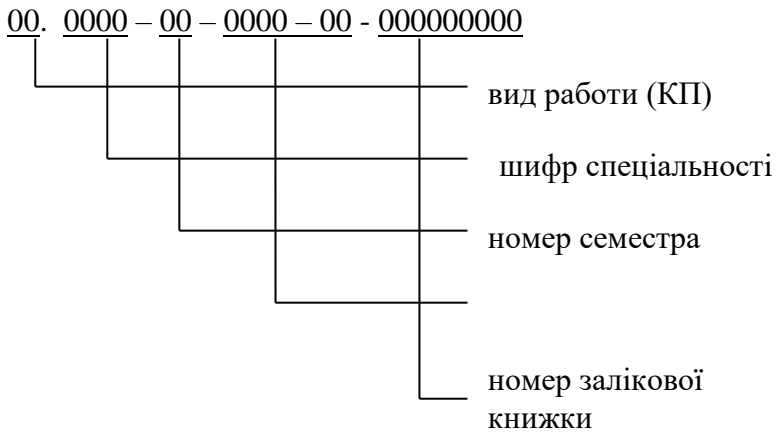 00. 0000 – 00 – 0000 – 00 - 000000000
вид работи (КП)
шифр спеціальності
номер семестра
номер залікової
книжки